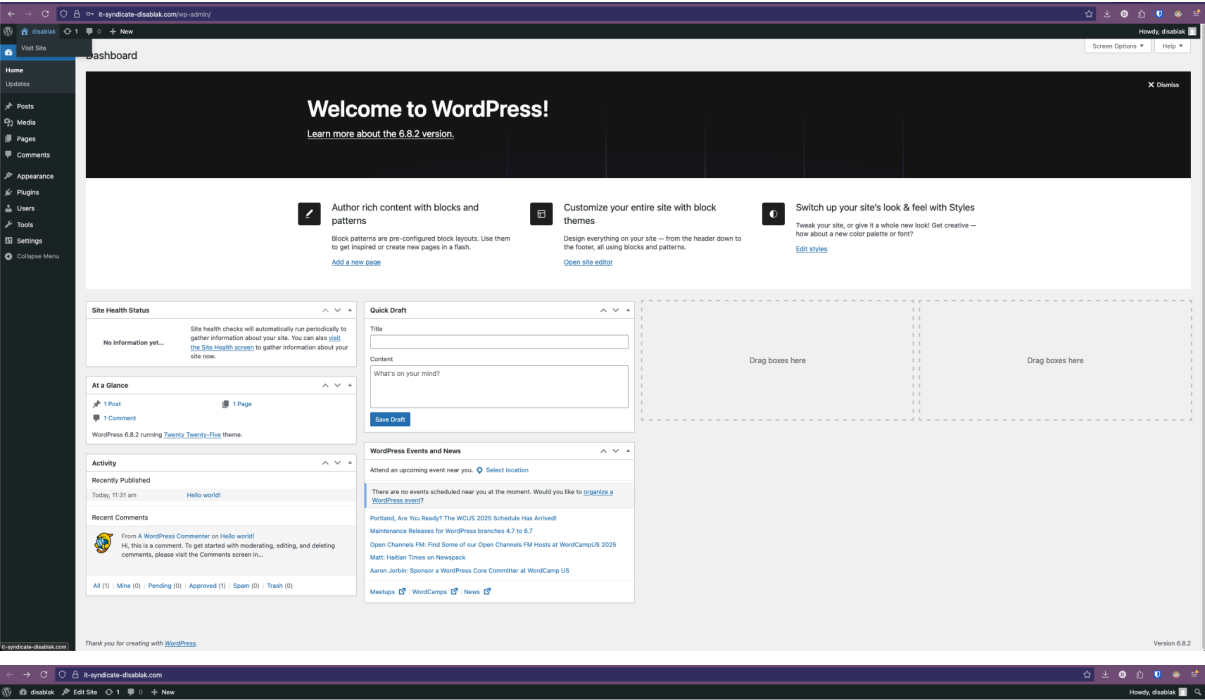 it-syndicate-disablak.com/wp-admin/
disablak 1 0 + New
Howdy, disablak
Visit Site
Screen Options ▼ Help ▼
Dashboard
Home
Updates
Posts
Media
Pages
Comments
Appearance
Plugins
Users
Tools
Settings
Collapse Menu
Dismiss
Welcome to WordPress!
Learn more about the 6.8.2 version.
Author rich content with blocks and
patterns
Block patterns are pre-configured block layouts. Use them
to get inspired or create new pages in a flash.
Add a new page
Customize your entire site with block
themes
Design everything on your site — from the header down to
the footer, all using blocks and patterns.
Open site editor
Switch up your site's look & feel with Styles
Tweak your site, or give it a whole new look! Get creative —
how about a new color palette or font?
Edit styles
Site Health Status
No information yet...
Site health checks will automatically run periodically to
gather information about your site. You can also visit
the Site Health screen to gather information about your
site now.
At a Glance
1 Post
1 Page
1 Comment
WordPress 6.8.2 running Twenty Twenty-Five theme.
Activity
Recently Published
Today, 11:31 am Hello world!
Recent Comments
From A WordPress Commenter on Hello world!
Hi, this is a comment. To get started with moderating, editing, and deleting
comments, please visit the Comments screen in...
All (1) | Mine (0) | Pending (0) | Approved (1) | Spam (0) | Trash (0)
Quick Draft
Title
Content
What's on your mind?
Save Draft
WordPress Events and News
Attend an upcoming event near you. Select location
There are no events scheduled near you at the moment. Would you like to organize a
WordPress event?
Portland, Are You Ready? The WCUS 2025 Schedule Has Arrived!
Maintenance Releases for WordPress branches 4.7 to 6.7
Open Channels FM: Find Some of our Open Channels FM Hosts at WordCampUS 2025
Matt: Haitian Times on Newspack
Aaron Jorbin: Sponsor a WordPress Core Committer at WordCamp US
Meetups | WordCamps | News
Drag boxes here
Drag boxes here
it-syndicate-disablak.com
Thank you for creating with WordPress.
Version 6.8.2
it-syndicate-disablak.com
disablak Edit Site 1 0 + New
Howdy, disablak